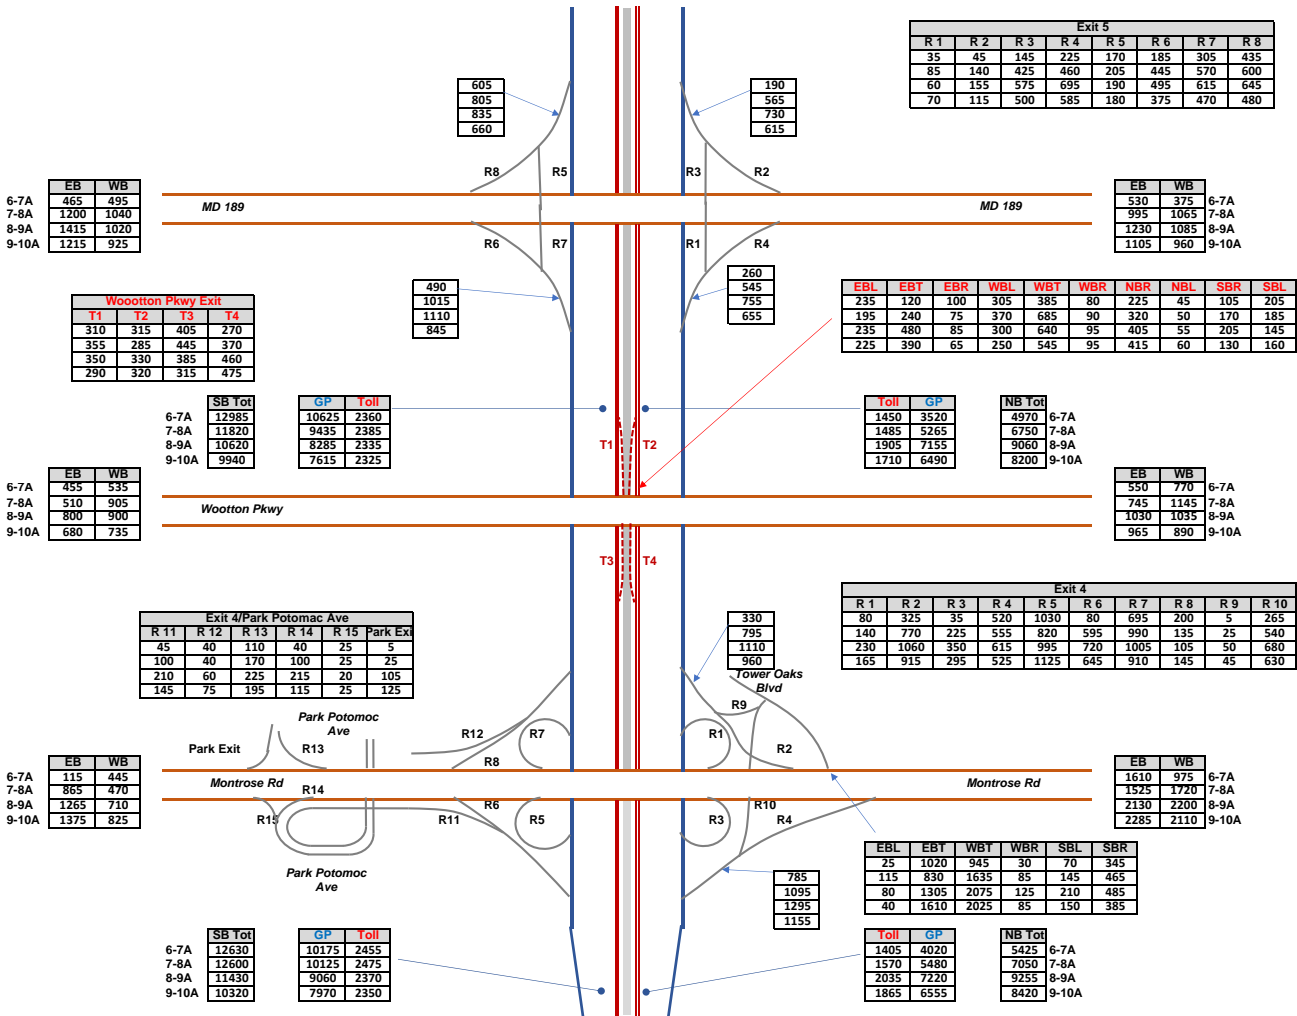 Exit 5
R 1 R 2 R 3 R 4 R 5 R 6 R 7 R 8
35 45 145 225 170 185 305 435
85 140 425 460 205 445 570 600
60 155 575 695 190 495 615 645
70 115 500 585 180 375 470 480
605
805
835
660
190
565
730
615
R8 R5 R3 R2
EB WB
6-7A 465 495
7-8A 1200 1040
8-9A 1415 1020
9-10A 1215 925
MD 189 MD 189
EB WB
530 375 6-7A
995 1065 7-8A
1230 1085 8-9A
1105 960 9-10A
R6 R7 R1 R4
490
1015
1110
845
260
545
755
655
Woootton Pkwy Exit
T1 T2 T3 T4
310 315 405 270
355 285 445 370
350 330 385 460
290 320 315 475
EBL EBT EBR WBL WBT WBR NBR NBL SBR SBL
235 120 100 305 385 80 225 45 105 205
195 240 75 370 685 90 320 50 170 185
235 480 85 300 640 95 405 55 205 145
225 390 65 250 545 95 415 60 130 160
SB Tot GP Toll
6-7A 12985 10625 2360
7-8A 11820 9435 2385
8-9A 10620 8285 2335
9-10A 9940 7615 2325
Toll GP NB Tot
1450 3520 4970 6-7A
1485 5265 6750 7-8A
1905 7155 9060 8-9A
1710 6490 8200 9-10A
T1 T2
EB WB
6-7A 455 535
7-8A 510 905
8-9A 800 900
9-10A 680 735
Wootton Pkwy
EB WB
550 770 6-7A
745 1145 7-8A
1030 1035 8-9A
965 890 9-10A
T3 T4
Exit 4/Park Potomac Ave
R 11 R 12 R 13 R 14 R 15 Park Exi
45 40 110 40 25 5
100 40 170 100 25 25
210 60 225 215 20 105
145 75 195 115 25 125
Exit 4
R 1 R 2 R 3 R 4 R 5 R 6 R 7 R 8 R 9 R 10
80 325 35 520 1030 80 695 200 5 265
140 770 225 555 820 595 990 135 25 540
230 1060 350 615 995 720 1005 105 50 680
165 915 295 525 1125 645 910 145 45 630
330
795
1110
960
Tower Oaks
Blvd
R9
Park Potomoc
Ave
Park Exit R13 R12 R7 R8 R1 R2
EB WB
6-7A 115 445
7-8A 865 470
8-9A 1265 710
9-10A 1375 825
Montrose Rd Montrose Rd
EB WB
1610 975 6-7A
1525 1720 7-8A
2130 2200 8-9A
2285 2110 9-10A
R14 R6 R10
R15 R11 R5 R3 R4
Park Potomac
Ave
785
1095
1295
1155
EBL EBT WBT WBR SBL SBR
25 1020 945 30 70 345
115 830 1635 85 145 465
80 1305 2075 125 210 485
40 1610 2025 85 150 385
SB Tot GP Toll
6-7A 12630 10175 2455
7-8A 12600 10125 2475
8-9A 11430 9060 2370
9-10A 10320 7970 2350
Toll GP NB Tot
1405 4020 5425 6-7A
1570 5480 7050 7-8A
2035 7220 9255 8-9A
1865 6555 8420 9-10A